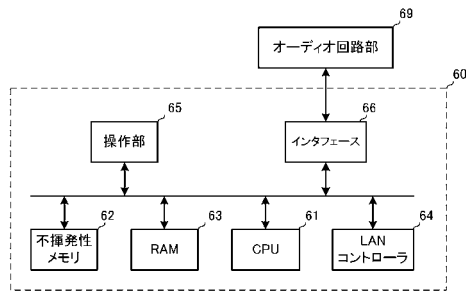 69
オーディオ回路部
60
65
66
操作部
インタフェース
62
63
61
64
不揮発性
メモリ
RAM
CPU
LAN
コントローラ